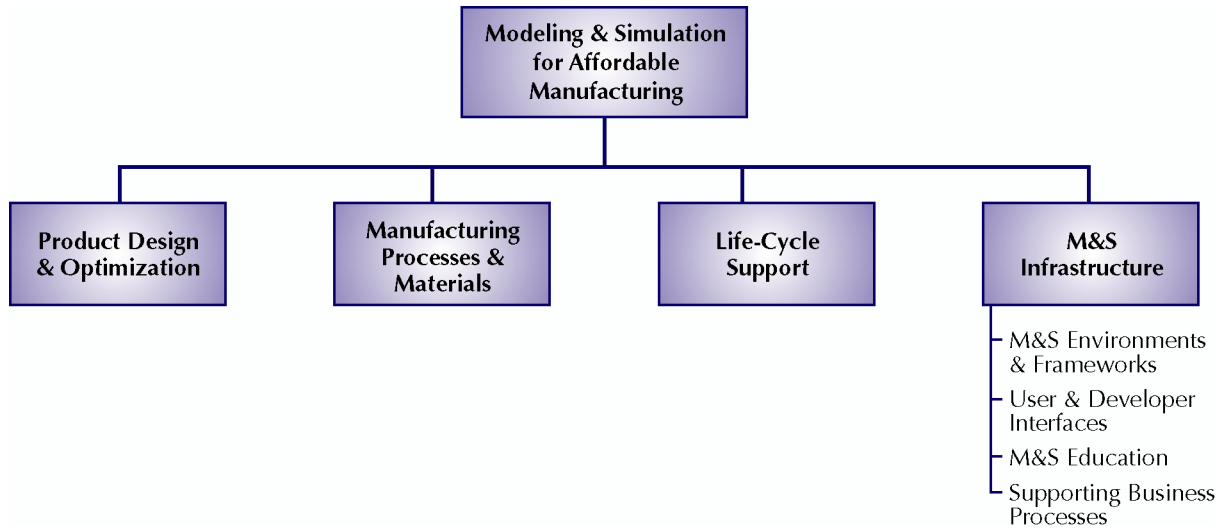 Modeling & Simulation
for Affordable
Manufacturing
Product Design
& Optimization
Manufacturing
Processes &
Materials
Life-Cycle
Support
M&S
Infrastructure
M&S Environments
& Frameworks
User & Developer
Interfaces
M&S Education
Supporting Business
Processes